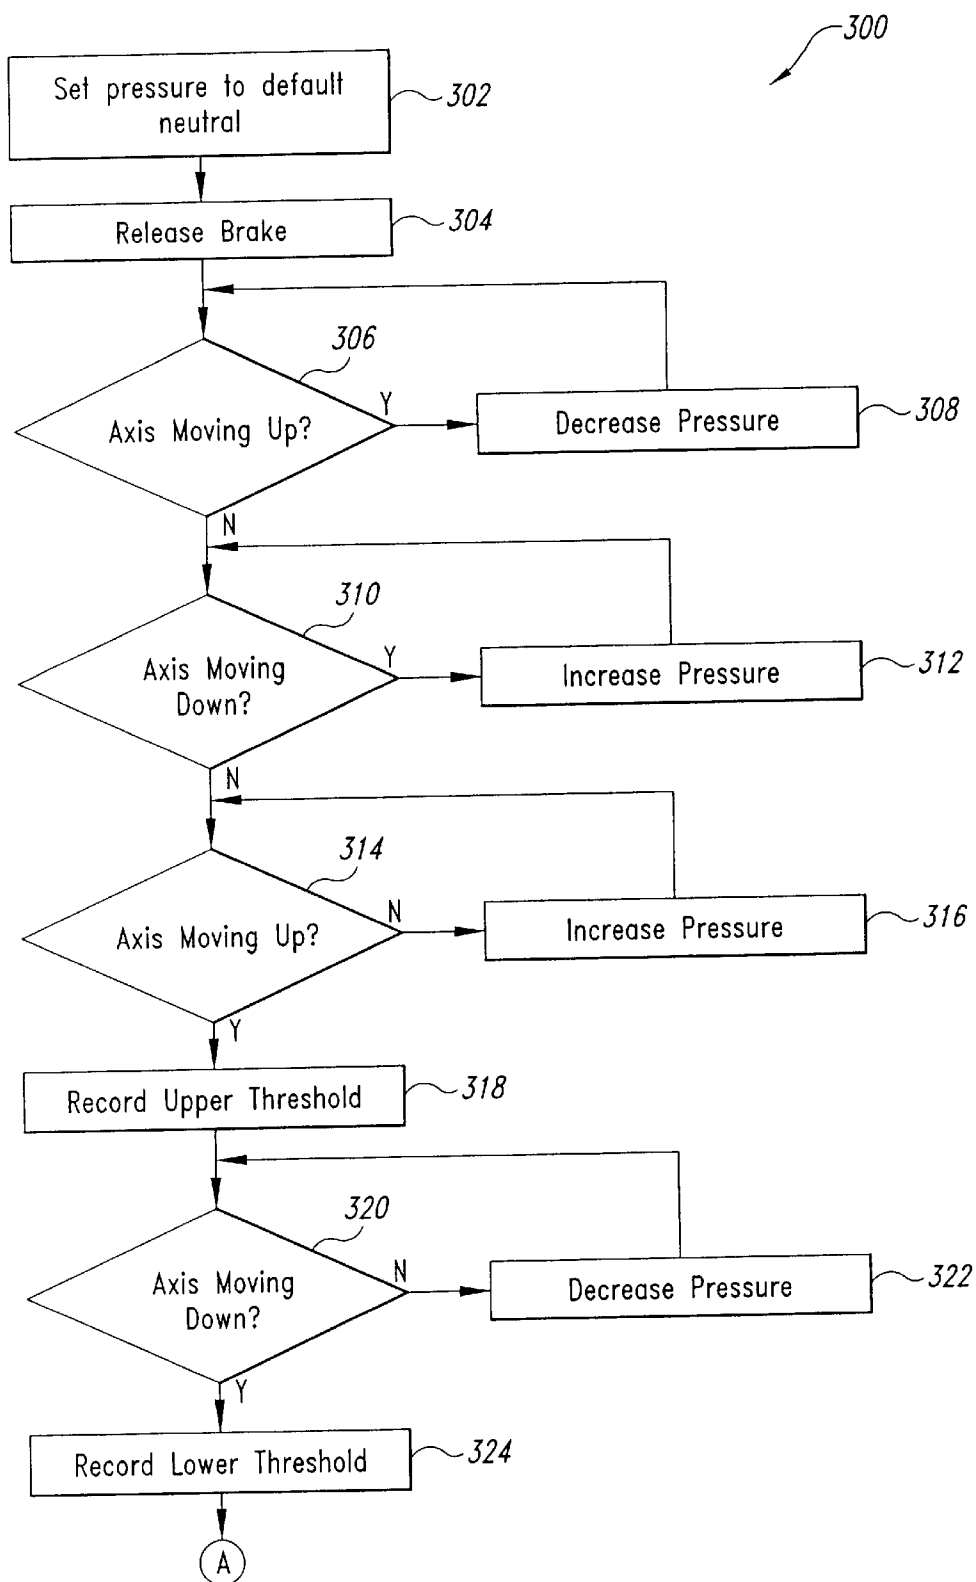 300
Set pressure to default
neutral
302
Release Brake
304
306
Axis Moving Up?
Y
Decrease Pressure
308
N
310
Axis Moving
Down?
Y
Increase Pressure
312
N
314
Axis Moving Up?
N
Increase Pressure
316
Y
Record Upper Threshold
318
320
Axis Moving
Down?
N
Decrease Pressure
322
Y
Record Lower Threshold
324
A